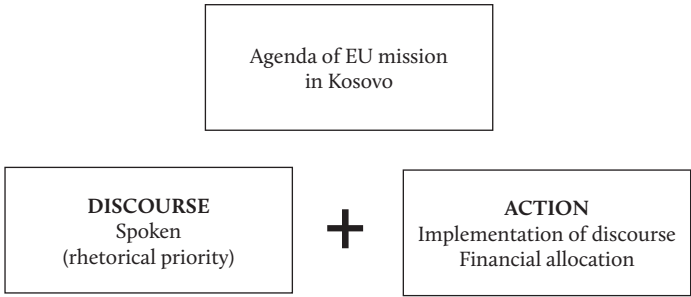 Agenda of EU mission
in Kosovo
DISCOURSE
Spoken
(rhetorical priority)
+
ACTION
Implementation of discourse
Financial allocation